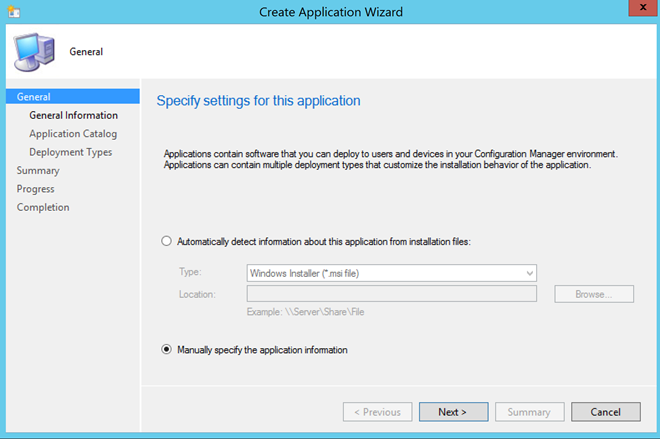 Create Application Wizard
x
General
General
General Information
Application Catalog
Deployment Types
Summary
Progress
Completion
Specify settings for this application
Applications contain software that you can deploy to users and devices in your Configuration Manager environment.
Applications can contain multiple deployment types that customize the installation behavior of the application.
Automatically detect information about this application from installation files:
Type:
Windows Installer (*.msi file)
Location:
Browse...
Example: \\Server\Share\File
Manually specify the application information
< Previous
Next >
Summary
Cancel